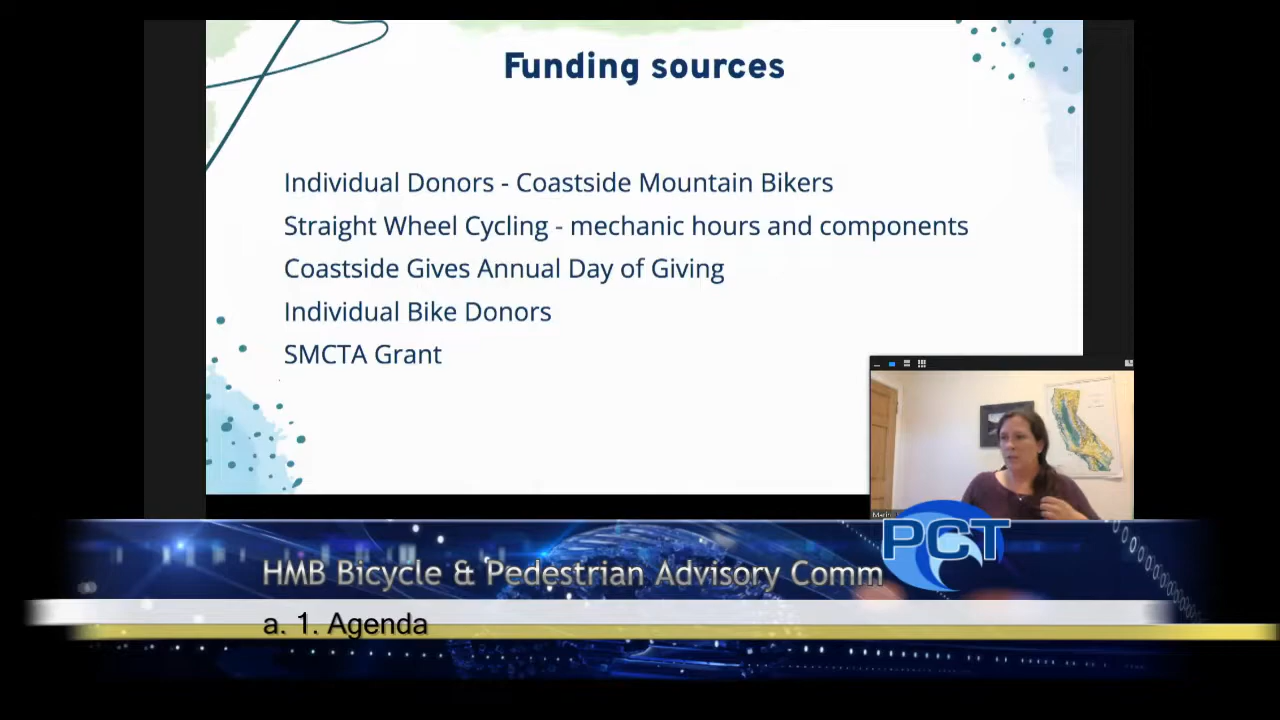 Funding sources
Individual Donors - Coastside Mountain Bikers
Straight Wheel Cycling - mechanic hours and components
Coastside Gives Annual Day of Giving
Individual Bike Donors
SMCTA Grant
PCT
HMB Bicycle & Pedestrian Advisory Comm
a. 1. Agenda